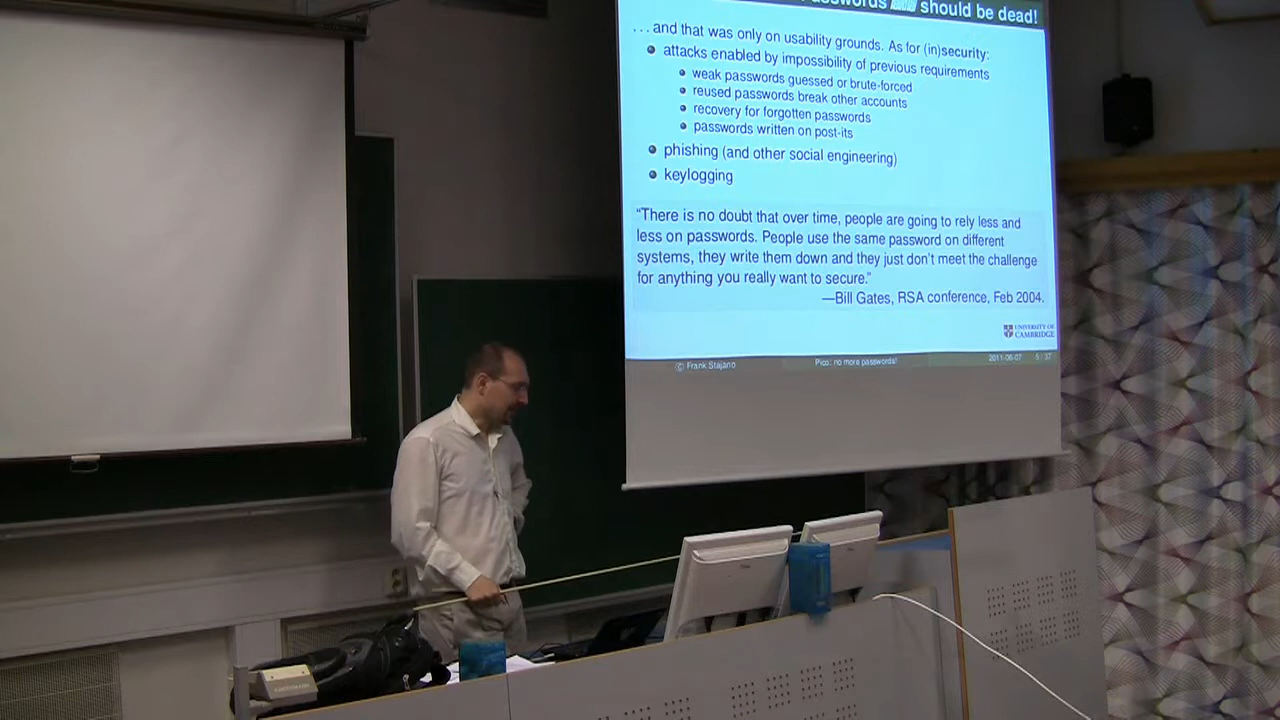 should be dead!
. . . and that was only on usability grounds. As for (in)security:
attacks enabled by impossibility of previous requirements
weak passwords guessed or brute-forced
reused passwords break other accounts
recovery for forgotten passwords
passwords written on post-its
phishing (and other social engineering)
keylogging
“There is no doubt that over time, people are going to rely less and
less on passwords. People use the same password on different
systems, they write them down and they just don't meet the challenge
for anything you really want to secure.”
—Bill Gates, RSA conference, Feb 2004.
UNIVERSITY OF
CAMBRIDGE
© Frank Stajano Pico: no more passwords! 2011-06-07 5 / 37